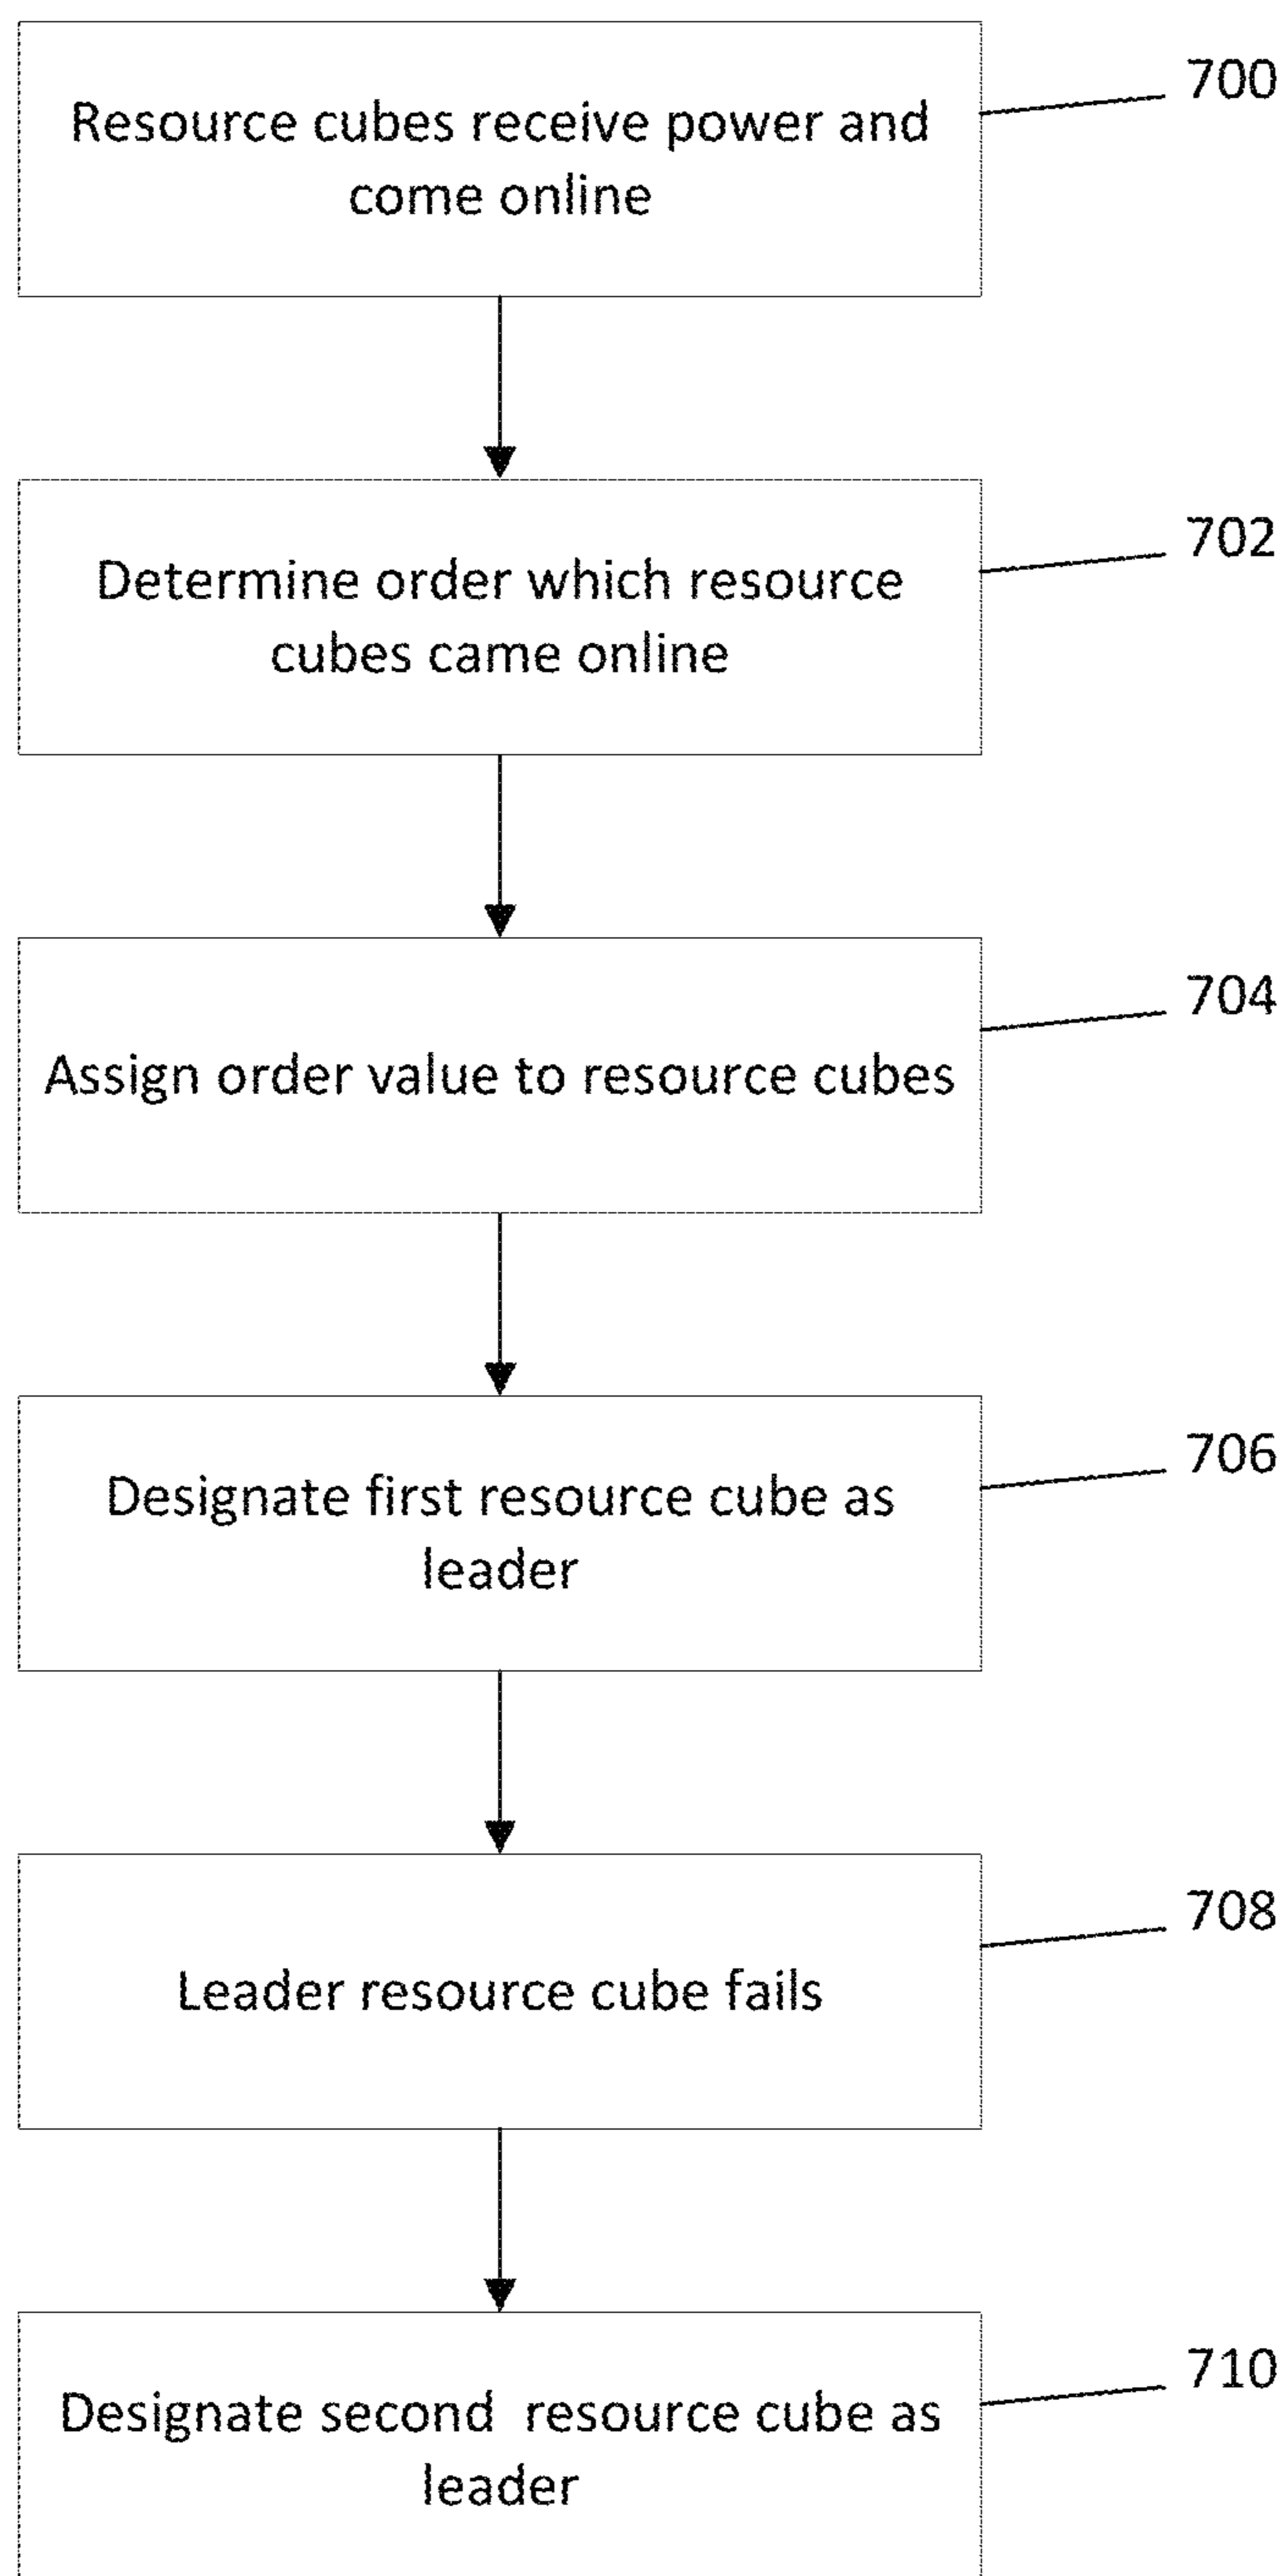 Resource cubes receive power and
come online
700
Determine order which resource
cubes came online
702
Assign order value to resource cubes
704
Designate first resource cube as
leader
706
Leader resource cube fails
708
Designate second resource cube as
leader
710